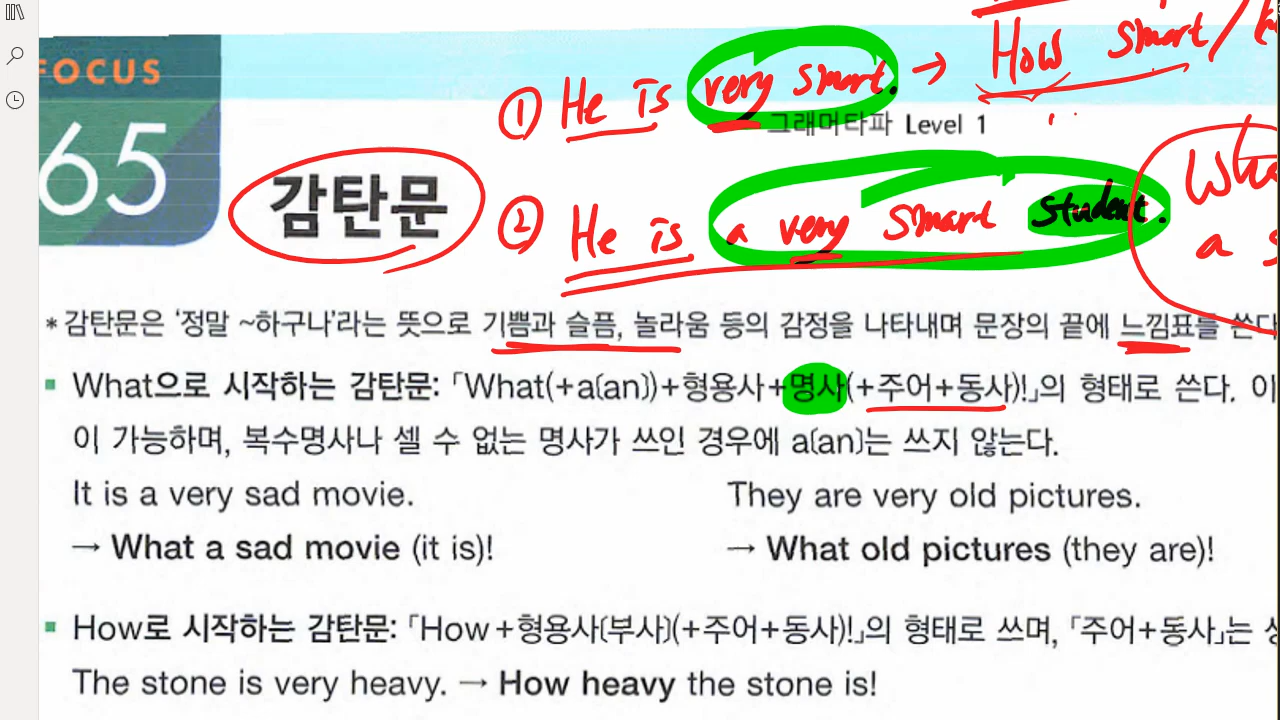 FOCUS
65
감탄문
① He is very smart. → How smart /
그래머타파 Level 1
② He is a very smart student.
a
* 감탄문은 '정말 ~하구나'라는 뜻으로 기쁨과 슬픔, 놀라움 등의 감정을 나타내며 문장의 끝에 느낌표를 쓴다
▪ What으로 시작하는 감탄문: 「What(+a(an))+형용사+명사(+주어+동사)!」의 형태로 쓴다. 이
이 가능하며, 복수명사나 셀 수 없는 명사가 쓰인 경우에 a(an)는 쓰지 않는다.
It is a very sad movie. They are very old pictures.
→ What a sad movie (it is)! → What old pictures (they are)!
▪ How로 시작하는 감탄문: 「How+형용사(부사)(+주어+동사)!」의 형태로 쓰며, 「주어+동사」는
The stone is very heavy. → How heavy the stone is!